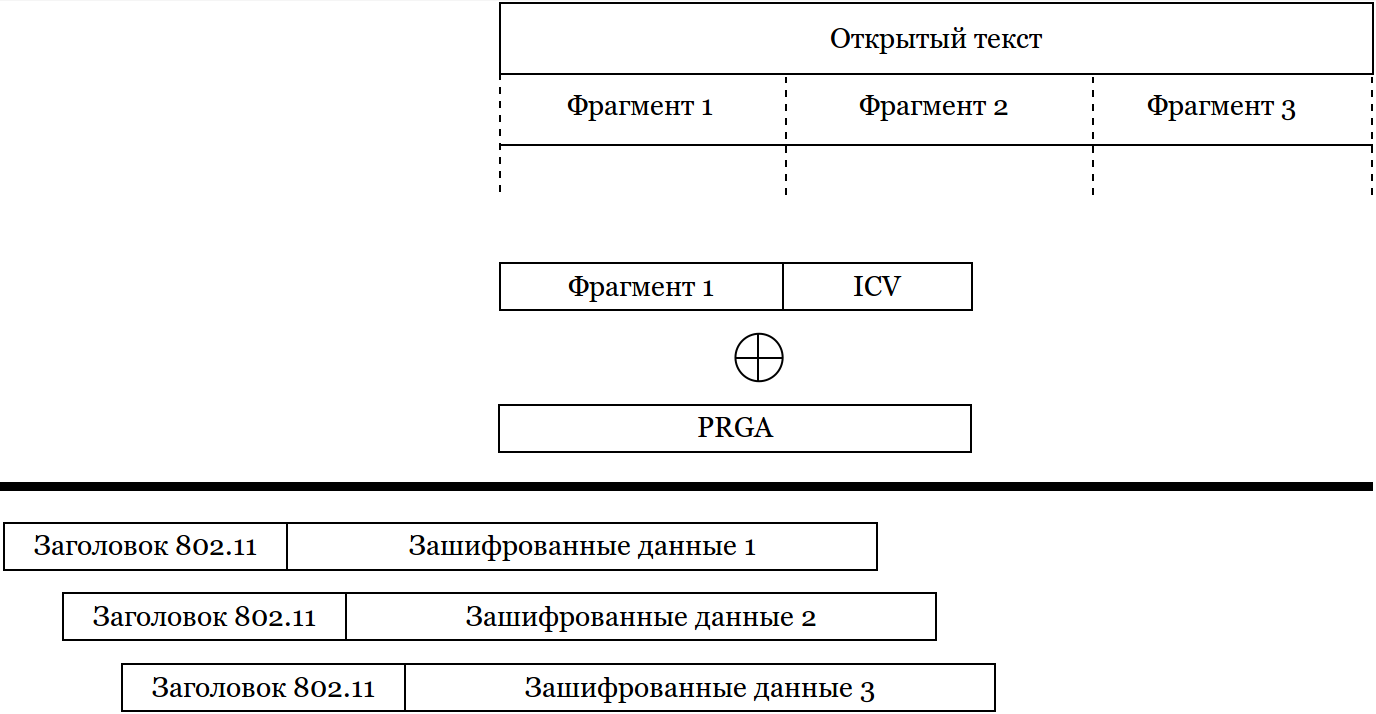 Открытый текст
Фрагмент 1 Фрагмент 2 Фрагмент 3
Фрагмент 1 ICV
PRGA
Заголовок 802.11 Зашифрованные данные 1
Заголовок 802.11 Зашифрованные данные 2
Заголовок 802.11 Зашифрованные данные 3